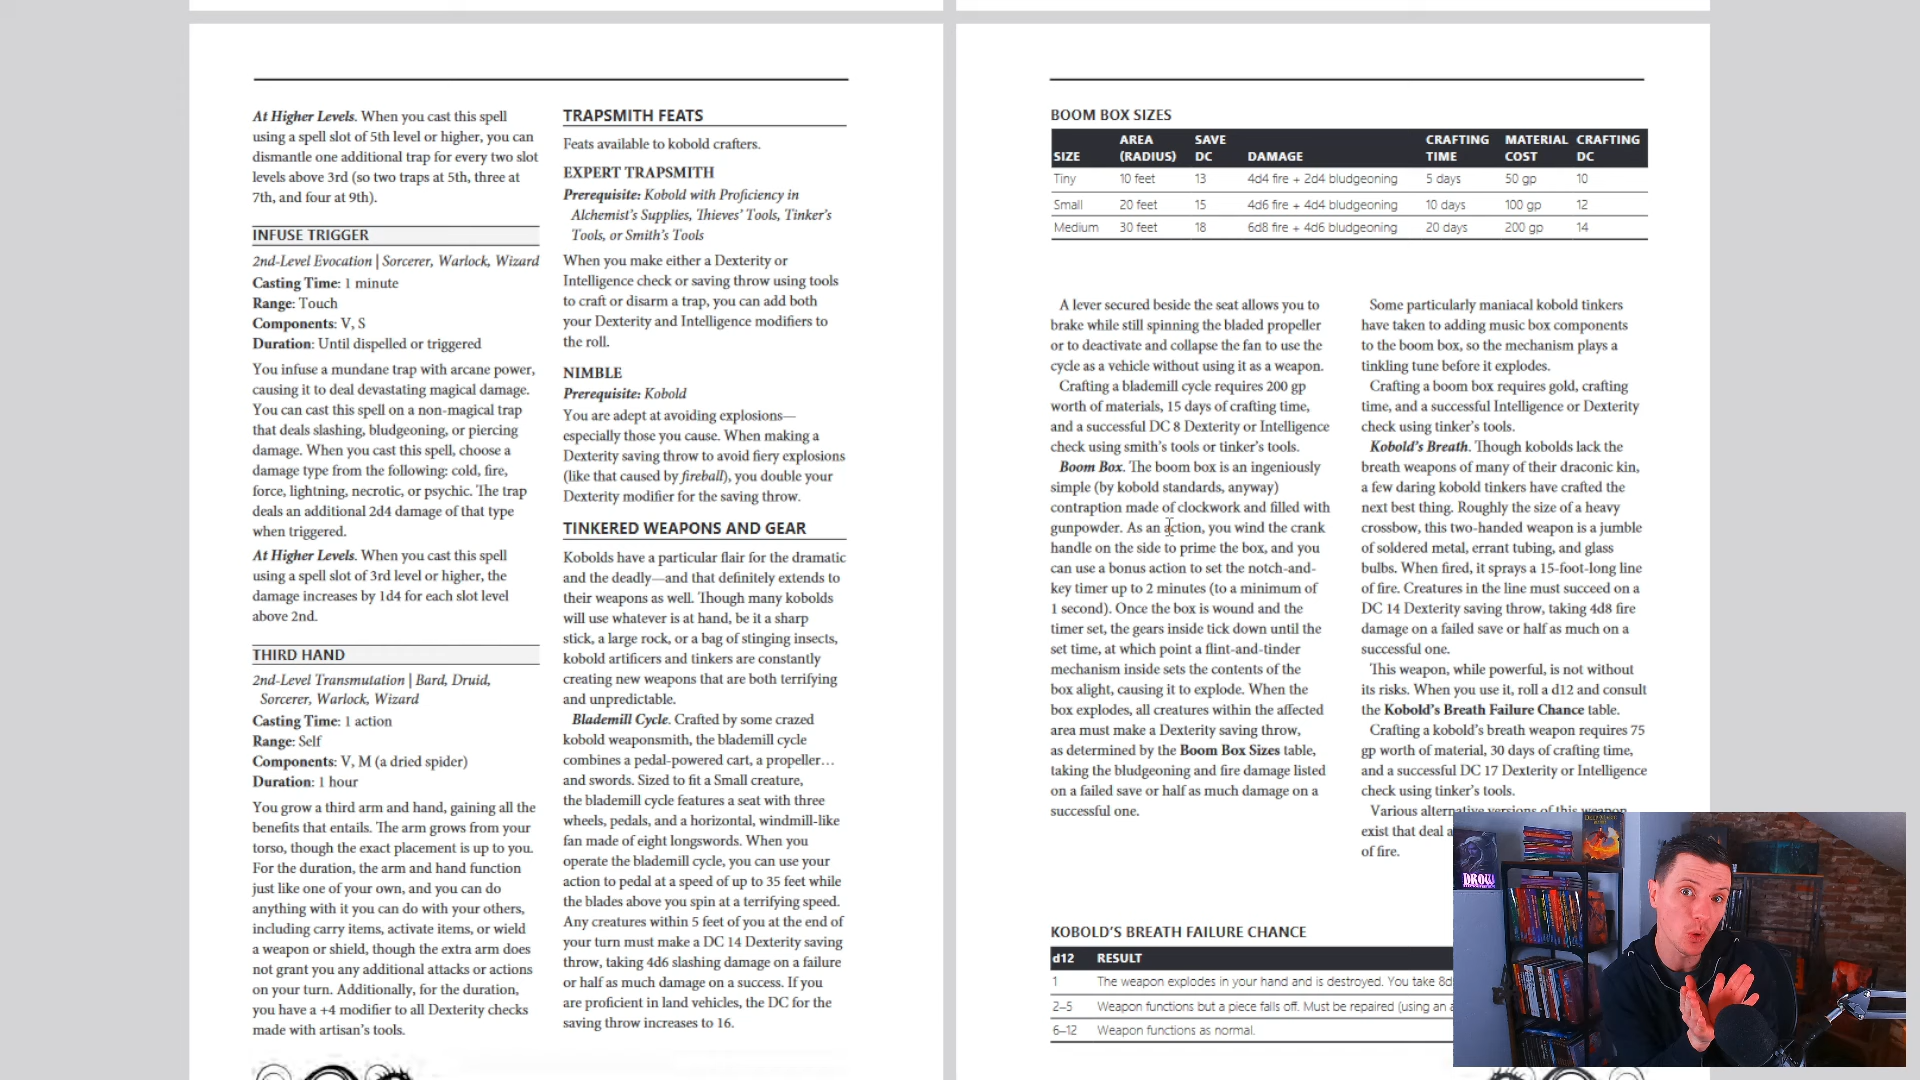 At Higher Levels. When you cast this spell
using a spell slot of 5th level or higher, you can
dismantle one additional trap for every two slot
levels above 3rd (so two traps at 5th, three at
7th, and four at 9th).
INFUSE TRIGGER
2nd-Level Evocation | Sorcerer, Warlock, Wizard
Casting Time: 1 minute
Range: Touch
Components: V, S
Duration: Until dispelled or triggered
You infuse a mundane trap with arcane power,
causing it to deal devastating magical damage.
You can cast this spell on a non-magical trap
that deals slashing, bludgeoning, or piercing
damage. When you cast this spell, choose a
damage type from the following: cold, fire,
force, lightning, necrotic, or psychic. The trap
deals an additional 2d4 damage of that type
when triggered.
At Higher Levels. When you cast this spell
using a spell slot of 3rd level or higher, the
damage increases by 1d4 for each slot level
above 2nd.
THIRD HAND
2nd-Level Transmutation | Bard, Druid,
Sorcerer, Warlock, Wizard
Casting Time: 1 action
Range: Self
Components: V, M (a dried spider)
Duration: 1 hour
You grow a third arm and hand, gaining all the
benefits that entails. The arm grows from your
torso, though the exact placement is up to you.
For the duration, the arm and hand function
just like one of your own, and you can do
anything with it you can do with your others,
including carry items, activate items, or wield
a weapon or shield, though the extra arm does
not grant you any additional attacks or actions
on your turn. Additionally, for the duration,
you have a +4 modifier to all Dexterity checks
made with artisan's tools.
TRAPSMITH FEATS
Feats available to kobold crafters.
EXPERT TRAPSMITH
Prerequisite: Kobold with Proficiency in
Alchemist's Supplies, Thieves' Tools, Tinker's
Tools, or Smith's Tools
When you make either a Dexterity or
Intelligence check or saving throw using tools
to craft or disarm a trap, you can add both
your Dexterity and Intelligence modifiers to
the roll.
NIMBLE
Prerequisite: Kobold
You are adept at avoiding explosions—
especially those you cause. When making a
Dexterity saving throw to avoid fiery explosions
(like that caused by fireball), you double your
Dexterity modifier for the saving throw.
TINKERED WEAPONS AND GEAR
Kobolds have a particular flair for the dramatic
and the deadly—and that definitely extends to
their weapons as well. Though many kobolds
will use whatever is at hand, be it a sharp
stick, a large rock, or a bag of stinging insects,
kobold artificers and tinkers are constantly
creating new weapons that are both terrifying
and unpredictable.
Blademill Cycle. Crafted by some crazed
kobold weaponsmith, the blademill cycle
combines a pedal-powered cart, a propeller…
and swords. Sized to fit a Small creature,
the blademill cycle features a seat with three
wheels, pedals, and a horizontal, windmill-like
fan made of eight longswords. When you
operate the blademill cycle, you can use your
action to pedal at a speed of up to 35 feet while
the blades above you spin at a terrifying speed.
Any creatures within 5 feet of you at the end of
your turn must make a DC 14 Dexterity saving
throw, taking 4d6 slashing damage on a failure
or half as much damage on a success. If you
are proficient in land vehicles, the DC for the
saving throw increases to 16.
BOOM BOX SIZES
SIZE AREA (RADIUS) SAVE DC DAMAGE CRAFTING TIME MATERIAL COST CRAFTING DC
Tiny 10 feet 13 4d4 fire + 2d4 bludgeoning 5 days 50 gp 10
Small 20 feet 15 4d6 fire + 4d4 bludgeoning 10 days 100 gp 12
Medium 30 feet 18 6d8 fire + 4d6 bludgeoning 20 days 200 gp 14
A lever secured beside the seat allows you to
brake while still spinning the bladed propeller
or to deactivate and collapse the fan to use the
cycle as a vehicle without using it as a weapon.
Crafting a blademill cycle requires 200 gp
worth of materials, 15 days of crafting time,
and a successful DC 8 Dexterity or Intelligence
check using smith's tools or tinker's tools.
Boom Box. The boom box is an ingeniously
simple (by kobold standards, anyway)
contraption made of clockwork and filled with
gunpowder. As an action, you wind the crank
handle on the side to prime the box, and you
can use a bonus action to set the notch-and-
key timer up to 2 minutes (to a minimum of
1 second). Once the box is wound and the
timer set, the gears inside tick down until the
set time, at which point a flint-and-tinder
mechanism inside sets the contents of the
box alight, causing it to explode. When the
box explodes, all creatures within the affected
area must make a Dexterity saving throw,
as determined by the Boom Box Sizes table,
taking the bludgeoning and fire damage listed
on a failed save or half as much damage on a
successful one.
Some particularly maniacal kobold tinkers
have taken to adding music box components
to the boom box, so the mechanism plays a
tinkling tune before it explodes.
Crafting a boom box requires gold, crafting
time, and a successful Intelligence or Dexterity
check using tinker's tools.
Kobold's Breath. Though kobolds lack the
breath weapons of many of their draconic kin,
a few daring kobold tinkers have crafted the
next best thing. Roughly the size of a heavy
crossbow, this two-handed weapon is a jumble
of soldered metal, errant tubing, and glass
bulbs. When fired, it sprays a 15-foot-long line
of fire. Creatures in the line must succeed on a
DC 14 Dexterity saving throw, taking 4d8 fire
damage on a failed save or half as much on a
successful one.
This weapon, while powerful, is not without
its risks. When you use it, roll a d12 and consult
the Kobold's Breath Failure Chance table.
Crafting a kobold's breath weapon requires 75
gp worth of material, 30 days of crafting time,
and a successful DC 17 Dexterity or Intelligence
check using tinker's tools.
Various alternative versions of this weapon
exist that deal a
of fire.
KOBOLD'S BREATH FAILURE CHANCE
d12 RESULT
1 The weapon explodes in your hand and is destroyed. You take 8d
2–5 Weapon functions but a piece falls off. Must be repaired (using an a
6–12 Weapon functions as normal.
DROW